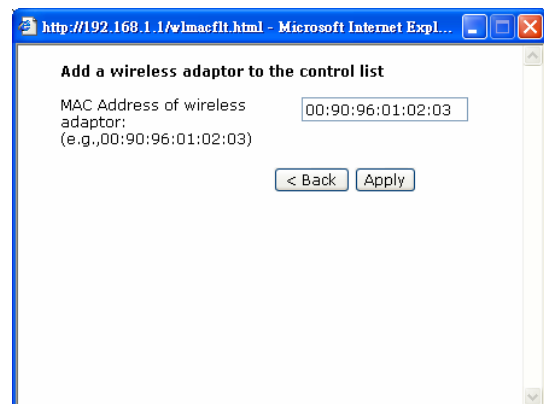 http://192.168.1.1/wlmacflt.html - Microsoft Internet Expl...
Add a wireless adaptor to the control list
MAC Address of wireless
adaptor:
(e.g.,00:90:96:01:02:03)
00:90:96:01:02:03
< Back
Apply